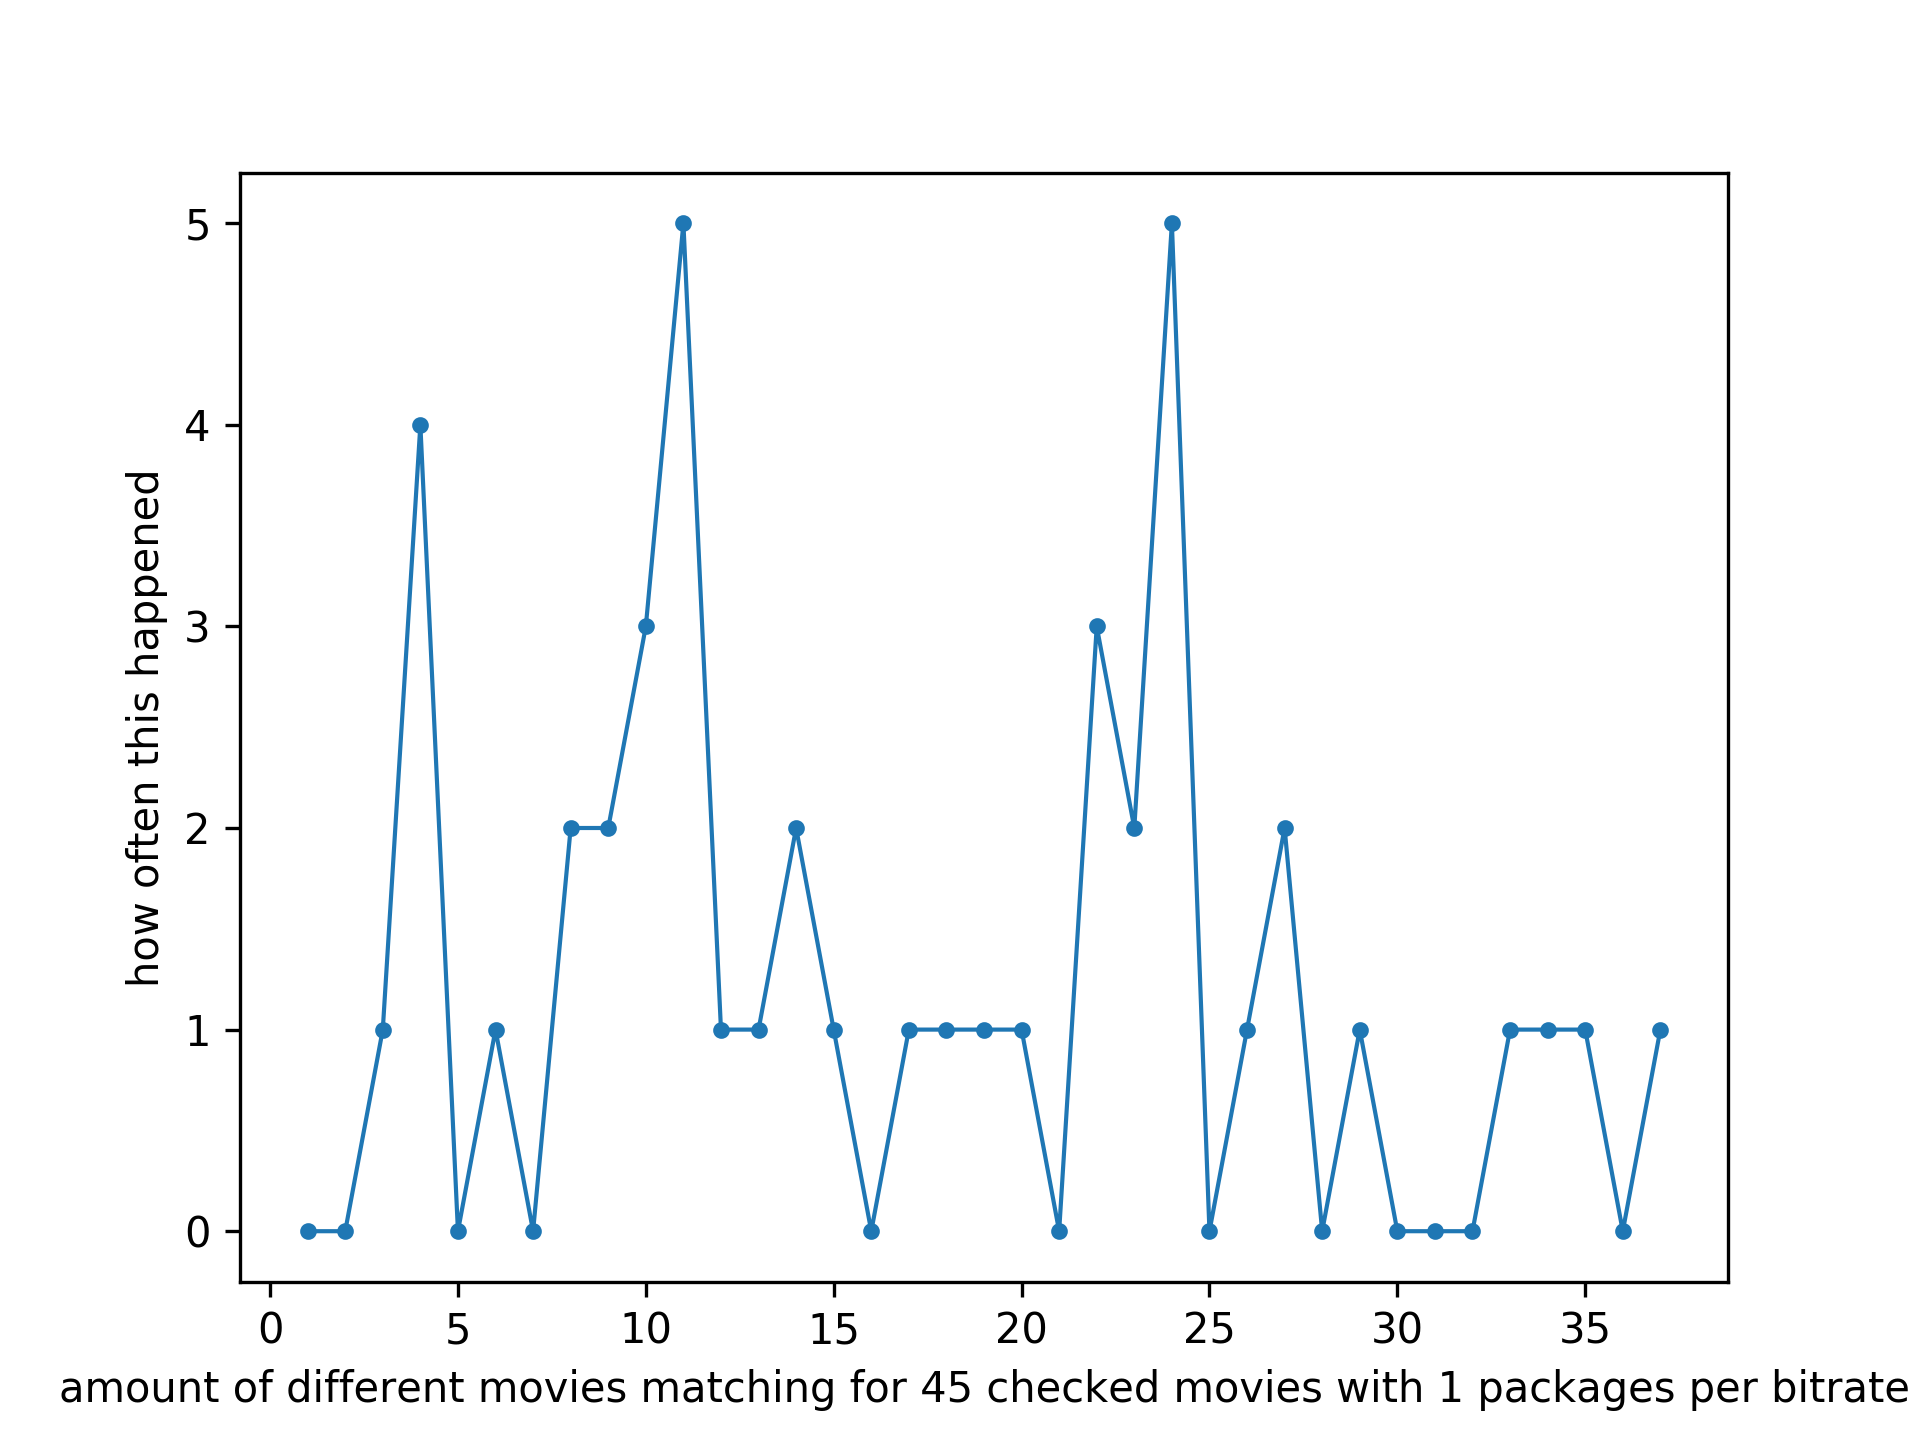 5
4
3
2
1
0
how often this happened
0 5 10 15 20 25 30 35
amount of different movies matching for 45 checked movies with 1 packages per bitrate